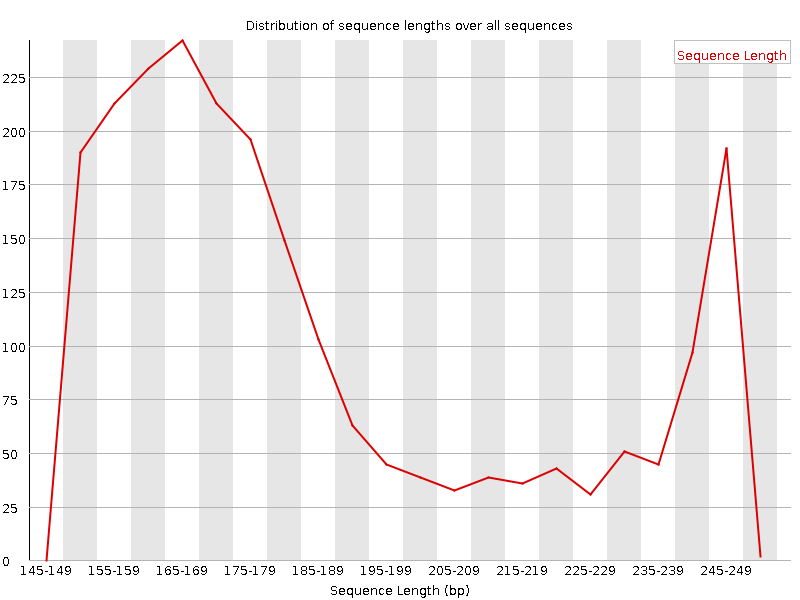 Distribution of sequence lengths over all sequences
Sequence Length
225
200
175
150
125
100
75
50
25
0
145-149 155-159 165-169 175-179 185-189 195-199 205-209 215-219 225-229 235-239 245-249
Sequence Length (bp)